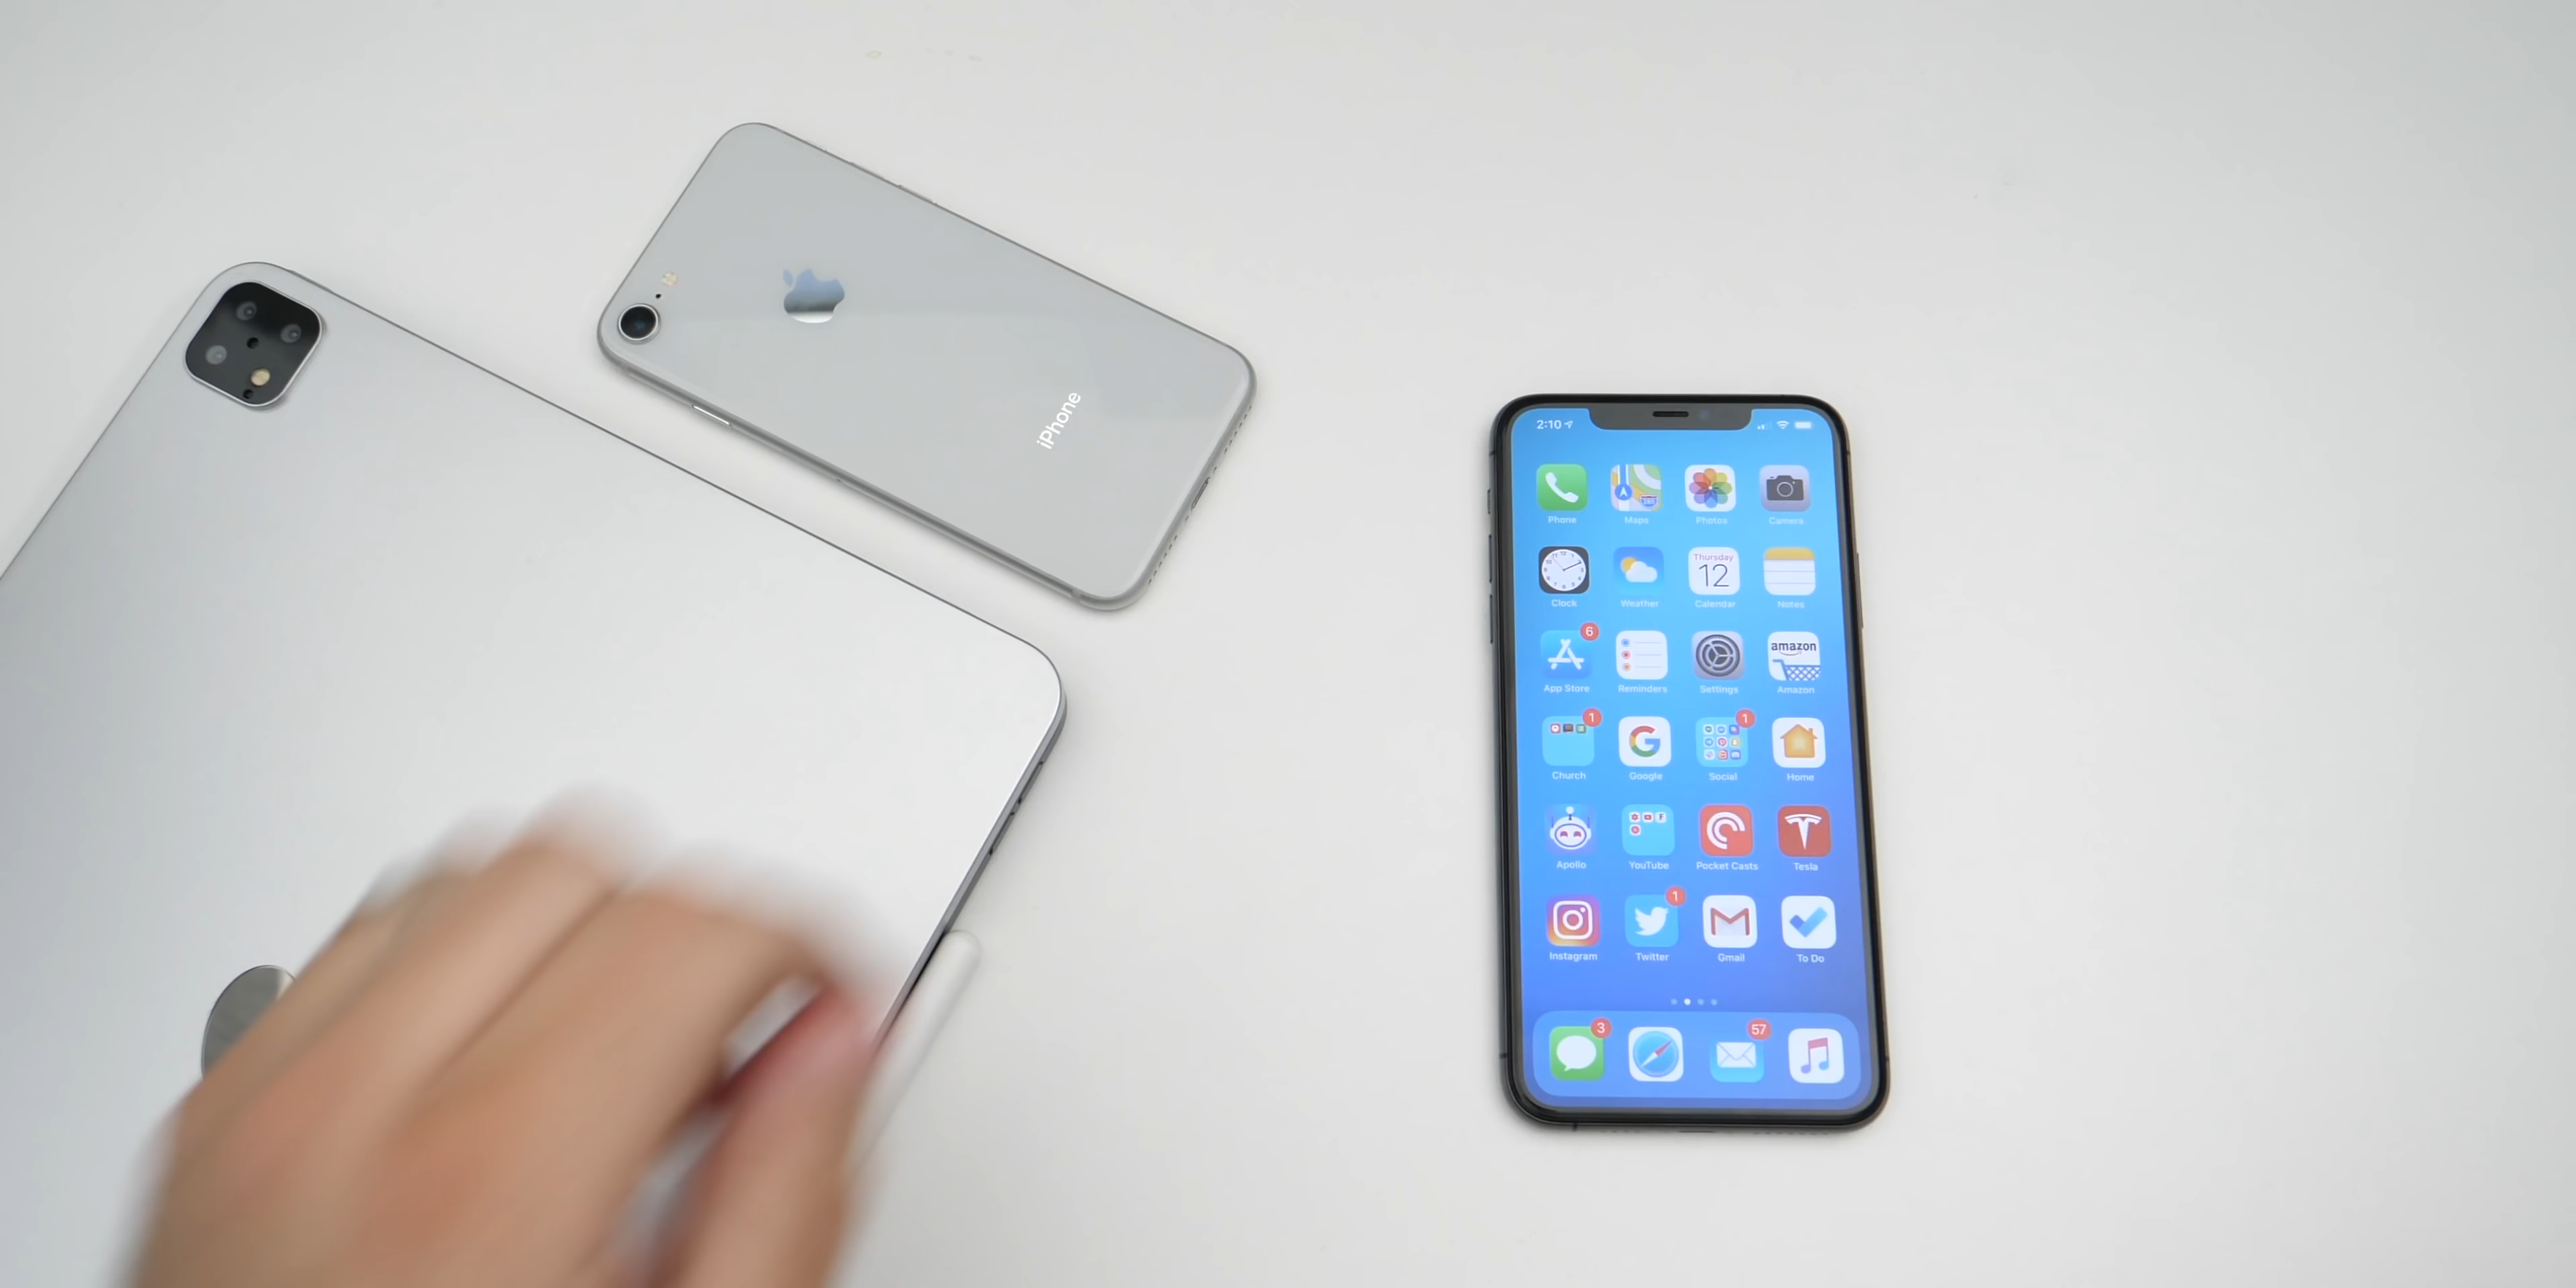 iPhone
2:10
Phone Maps Photos Camera
Thursday
12
Clock Weather Calendar Notes
6
amazon
App Store Reminders Settings Amazon
1 1
Church Google Social Home
Apollo YouTube Pocket Casts Tesla
1
Instagram Twitter Gmail To Do
3 57